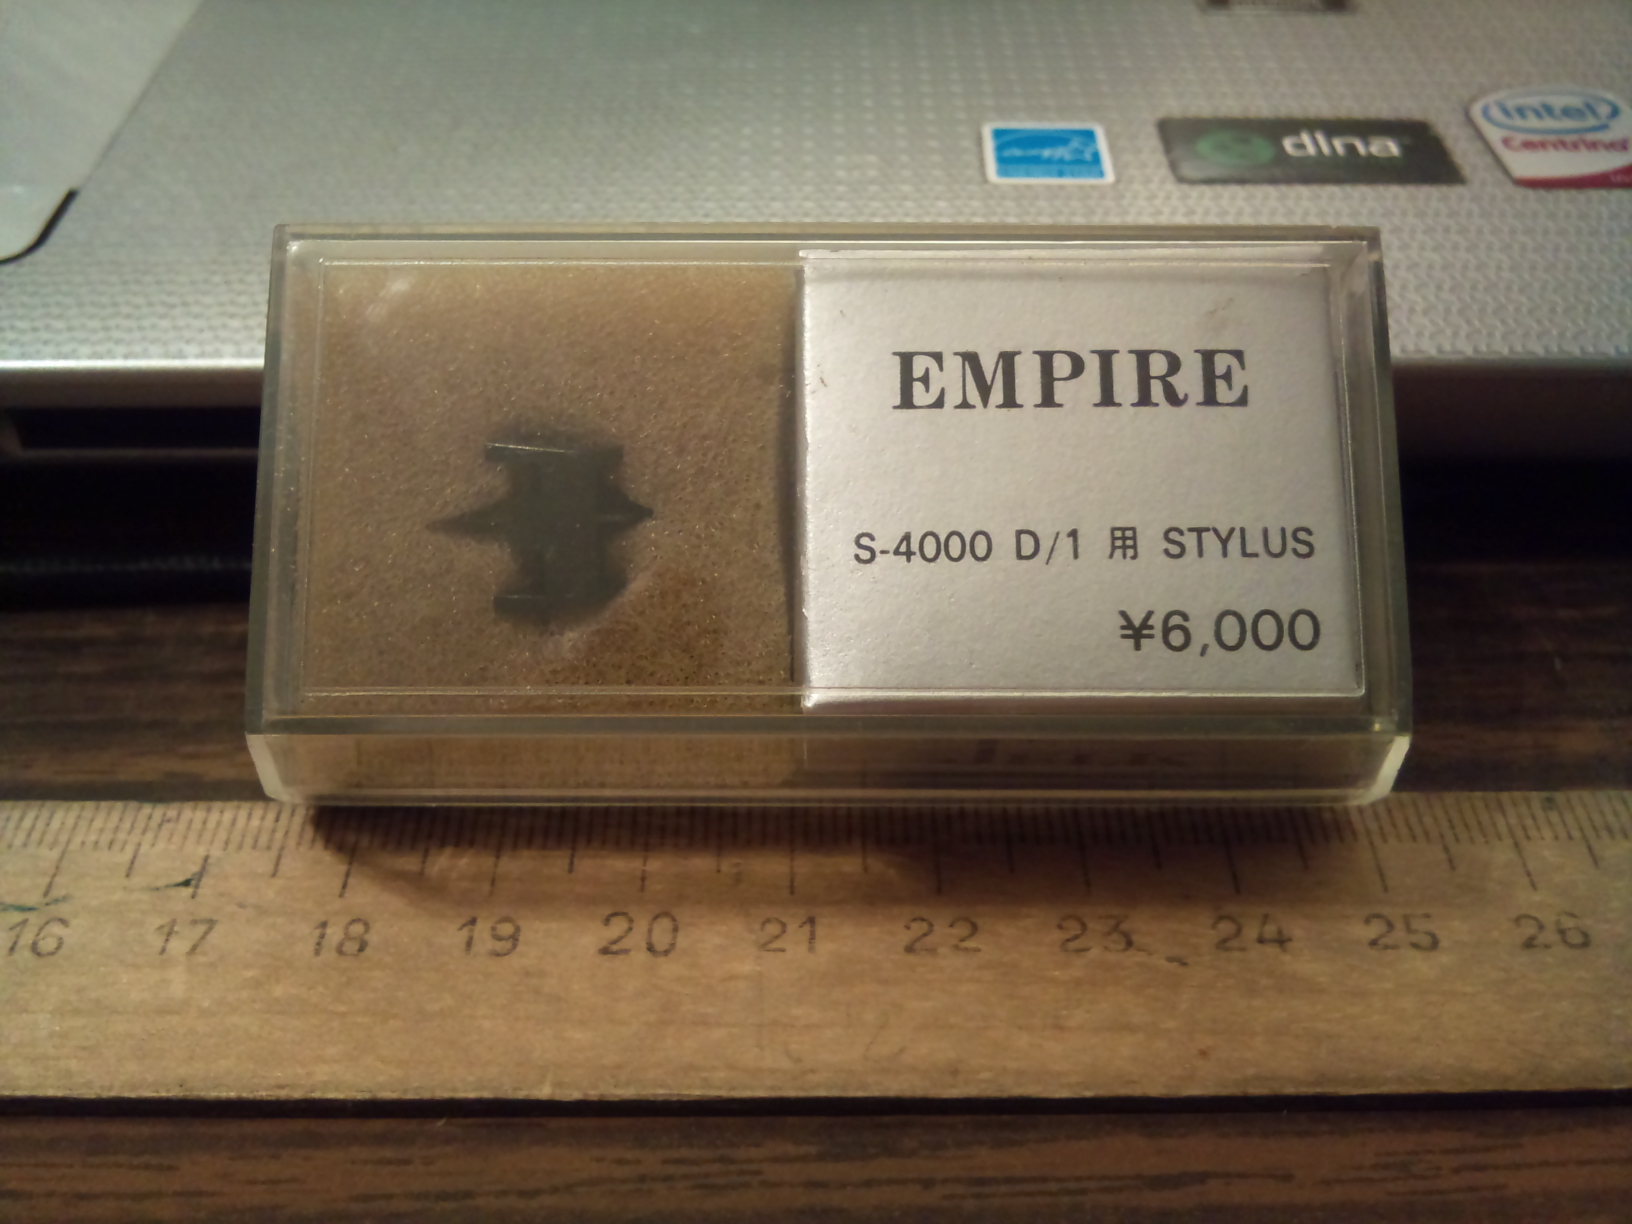 dlna
intel
Centrino
EMPIRE
S-4000 D/1 用 STYLUS
¥6,000
16 17 18 19 20 21 22 23 24 25 26